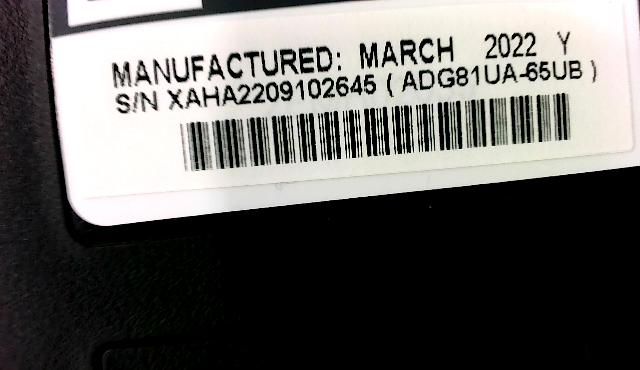 MANUFACTURED: MARCH 2022 Y
S/N XAHA2209102645 ( ADG81UA-65UB )